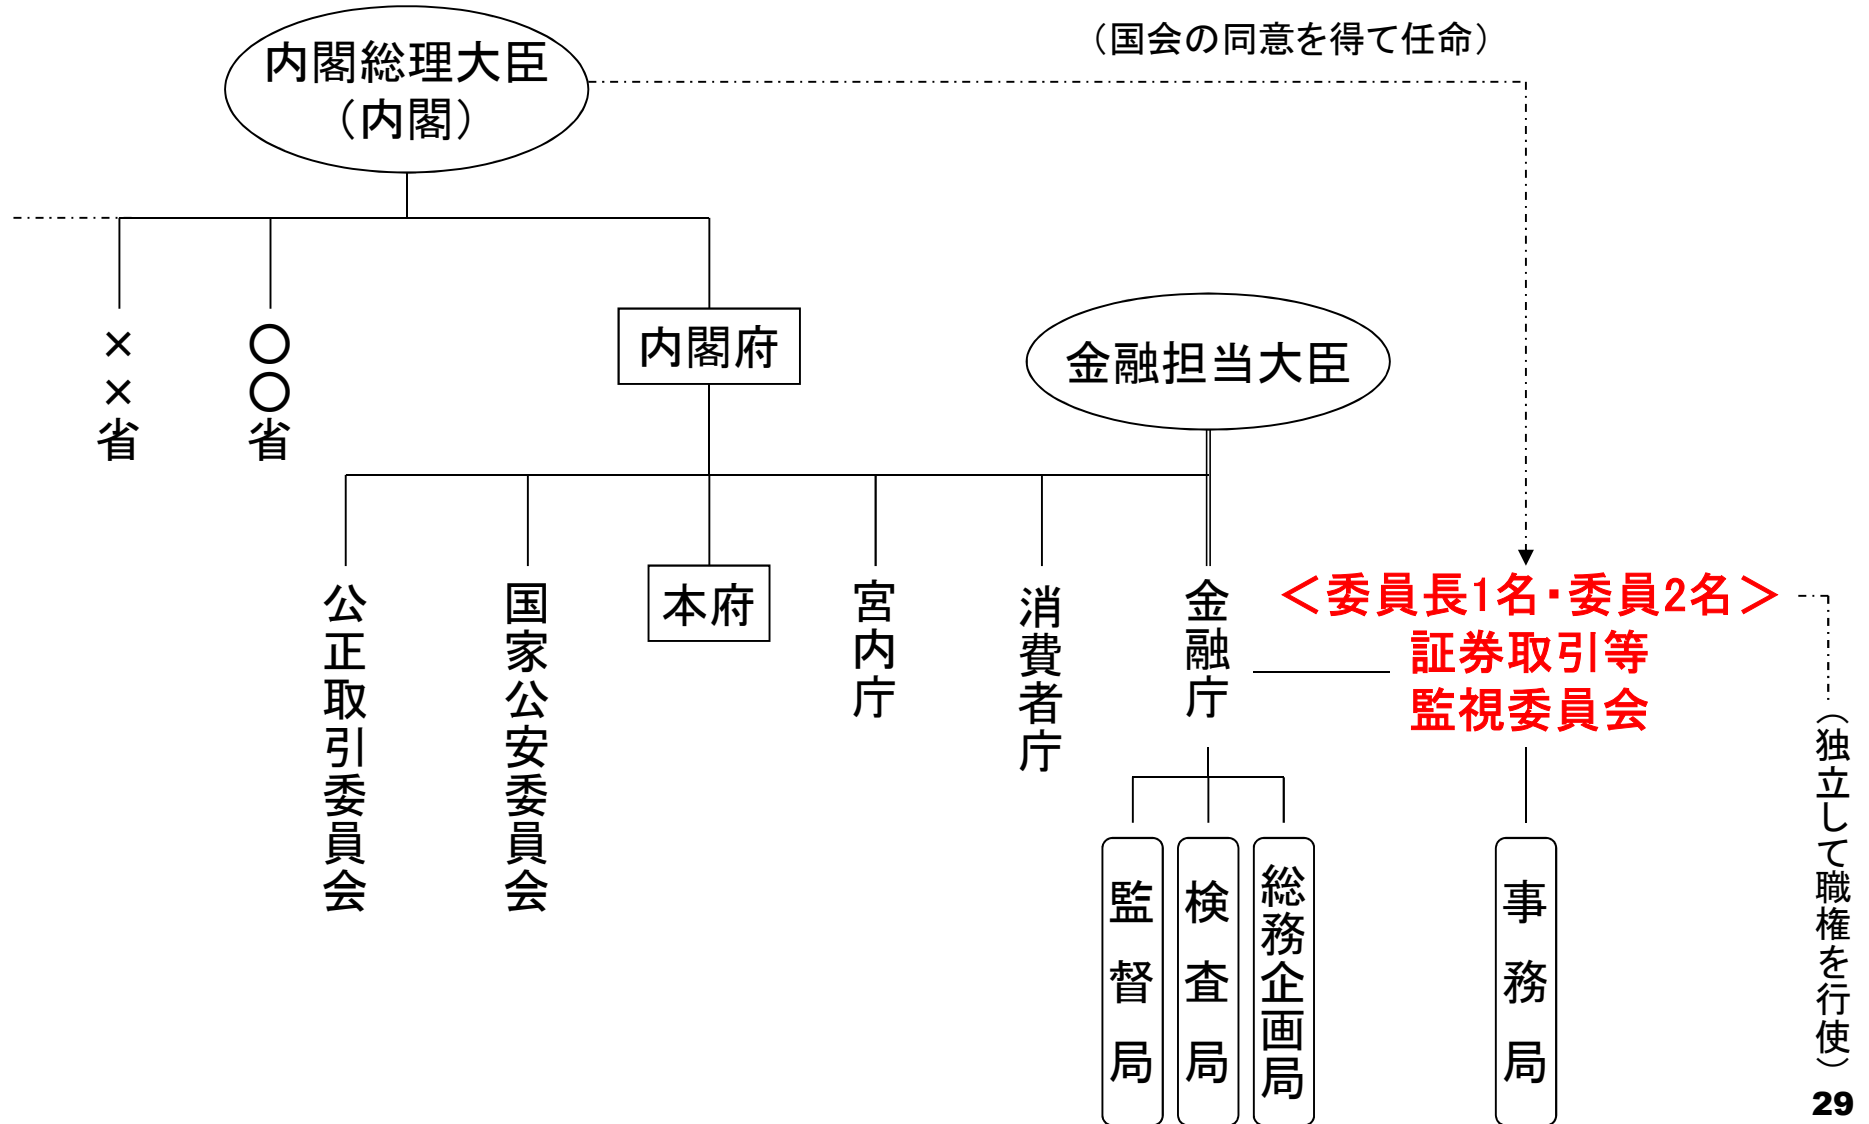 内閣総理大臣
（内閣）
（国会の同意を得て任命）
××省
○○省
内閣府
金融担当大臣
公正取引委員会
国家公安委員会
本府
宮内庁
消費者庁
金融庁
＜委員長1名・委員2名＞
証券取引等
監視委員会
（独立して職権を行使）
監督局
検査局
総務企画局
事務局
29